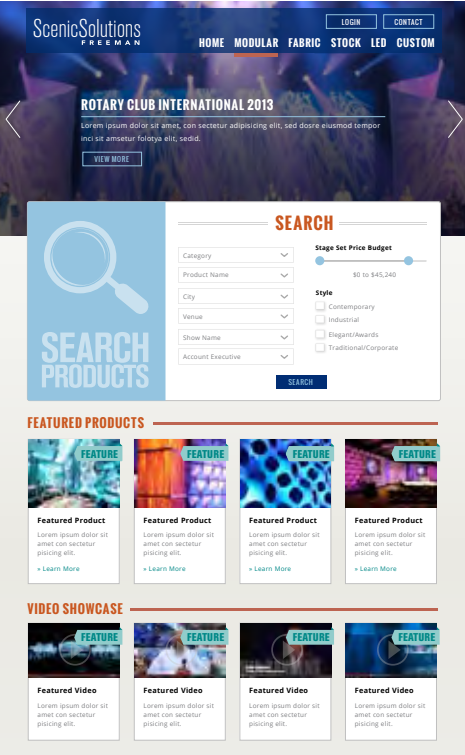 ScenicSolutions
FREEMAN
LOGIN
CONTACT
HOME MODULAR FABRIC STOCK LED CUSTOM
ROTARY CLUB INTERNATIONAL 2013
Lorem ipsum dolor sit amet, con sectetur adipisicing elit, sed dosre eiusmod tempor
inci sit amsetur folotya elit, sedid.
VIEW MORE
SEARCH
PRODUCTS
SEARCH
Category
Product Name
City
Venue
Show Name
Account Executive
Stage Set Price Budget
$0 to $45,240
Style
Contemporary
Industrial
Elegant/Awards
Traditional/Corporate
SEARCH
FEATURED PRODUCTS
FEATURE
Featured Product
Lorem ipsum dolor sit
amet con sectetur
pisicing elit.
» Learn More
FEATURE
Featured Product
Lorem ipsum dolor sit
amet con sectetur
pisicing elit.
» Learn More
FEATURE
Featured Product
Lorem ipsum dolor sit
amet con sectetur
pisicing elit.
» Learn More
FEATURE
Featured Product
Lorem ipsum dolor sit
amet con sectetur
pisicing elit.
» Learn More
VIDEO SHOWCASE
FEATURE
Featured Video
Lorem ipsum dolor sit
amet con sectetur
pisicing elit.
FEATURE
Featured Video
Lorem ipsum dolor sit
amet con sectetur
pisicing elit.
FEATURE
Featured Video
Lorem ipsum dolor sit
amet con sectetur
pisicing elit.
FEATURE
Featured Video
Lorem ipsum dolor sit
amet con sectetur
pisicing elit.